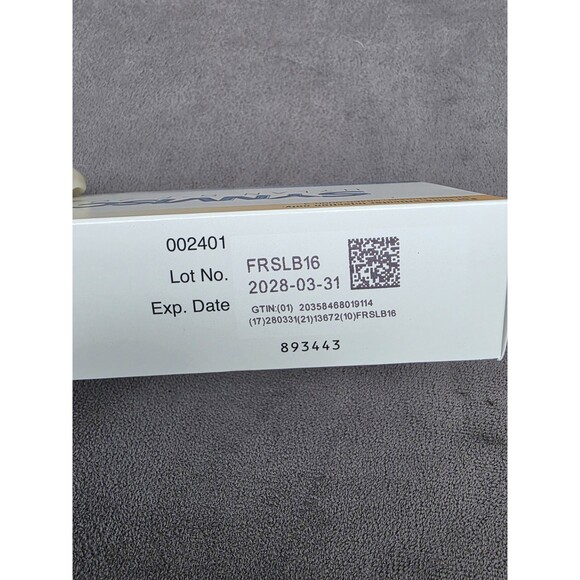 002401
Lot No. FRSLB16
Exp. Date 2028-03-31
GTIN:(01) 20358468019114
(17)280331(21)13672(10)FRSLB16
893443